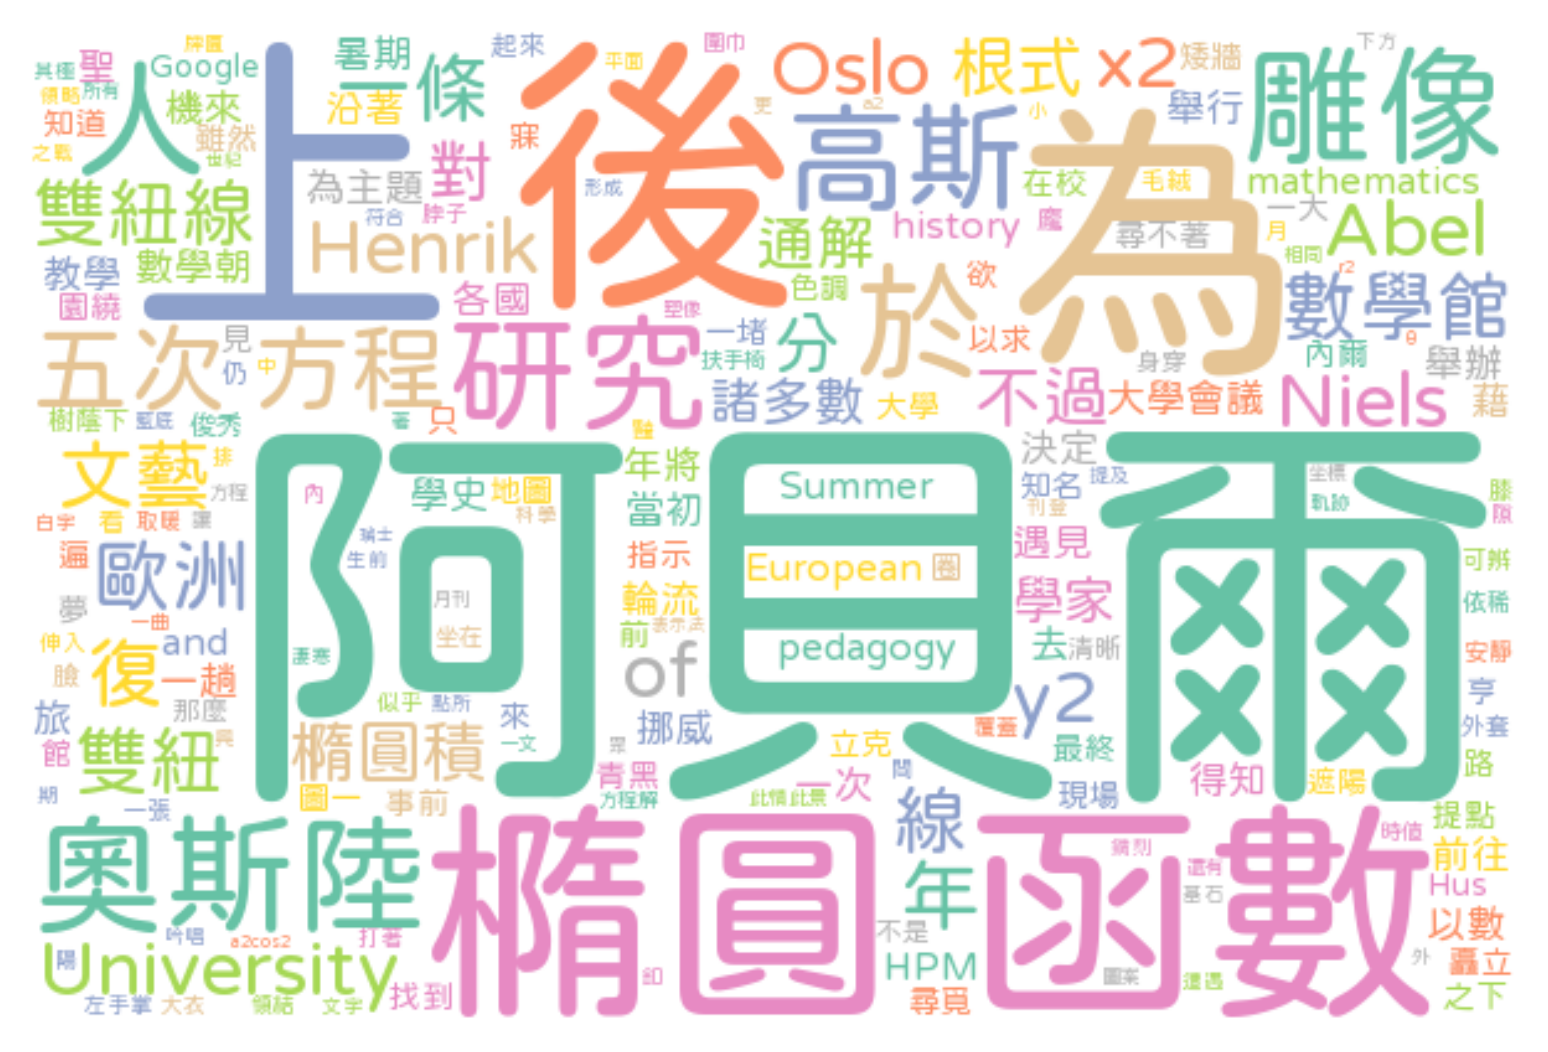 牌匾
暑期
起來
圍巾
Oslo
根式
x2
矮牆
下方
其極
聖
人
Google
上
一條
後
平面
雕像
領略
所有
機來
沿著
更
a2
高斯
小
為
舉行
知道
雖然
寐
之戰
世紀
對
形成
在校
毛絨
mathematics
雙紐線
為主題
符合
脖子
history
魔
一大
Abel
Henrik
通解
尋不著
月
相同
教學
數學朝
各國
色調
於
欲
r2
數學館
圍繞
塑像
五次方程
見
仍
中
研究
一堵
扶手椅
分
以求
身穿
內爾
θ
舉辦
諸多數
大學
不過
大學會議
Niels
藉
樹蔭下
藍底
俊秀
著
只
豔
文藝
排
方程
阿貝爾
年將
決定
坐標
內
學史
地圖
科學
當初
Summer
知名
提及
刊登
軌跡
膝
隙
白字
看
取暖
讓
瑞士
生前
遍
歐洲
指示
European
圈
遇見
可辨
夢
一曲
月刊
輪流
學家
依稀
伸入
and
坐在
前
表示法
去
清晰
安靜
臉
復
一趟
淒寒
of
pedagogy
旅
那麼
似乎
點所
來
挪威
y2
亨
外套
館
雙紐
橢圓積
一文
眾
立克
覆蓋
最終
路
期
一張
圖一
事前
青黑
方程解
此情此景
一次
問
現場
得知
遮陽
奧斯陸
橢圓函數
線
鐫刻
時值
提點
年
還有
基石
前往
Hus
陽
吟唱
a2cos2
打著
不是
以數
University
釦
HPM
圖案
遭遇
外
矗立
左手掌
大衣
領結
文字
找到
尋覓
之下